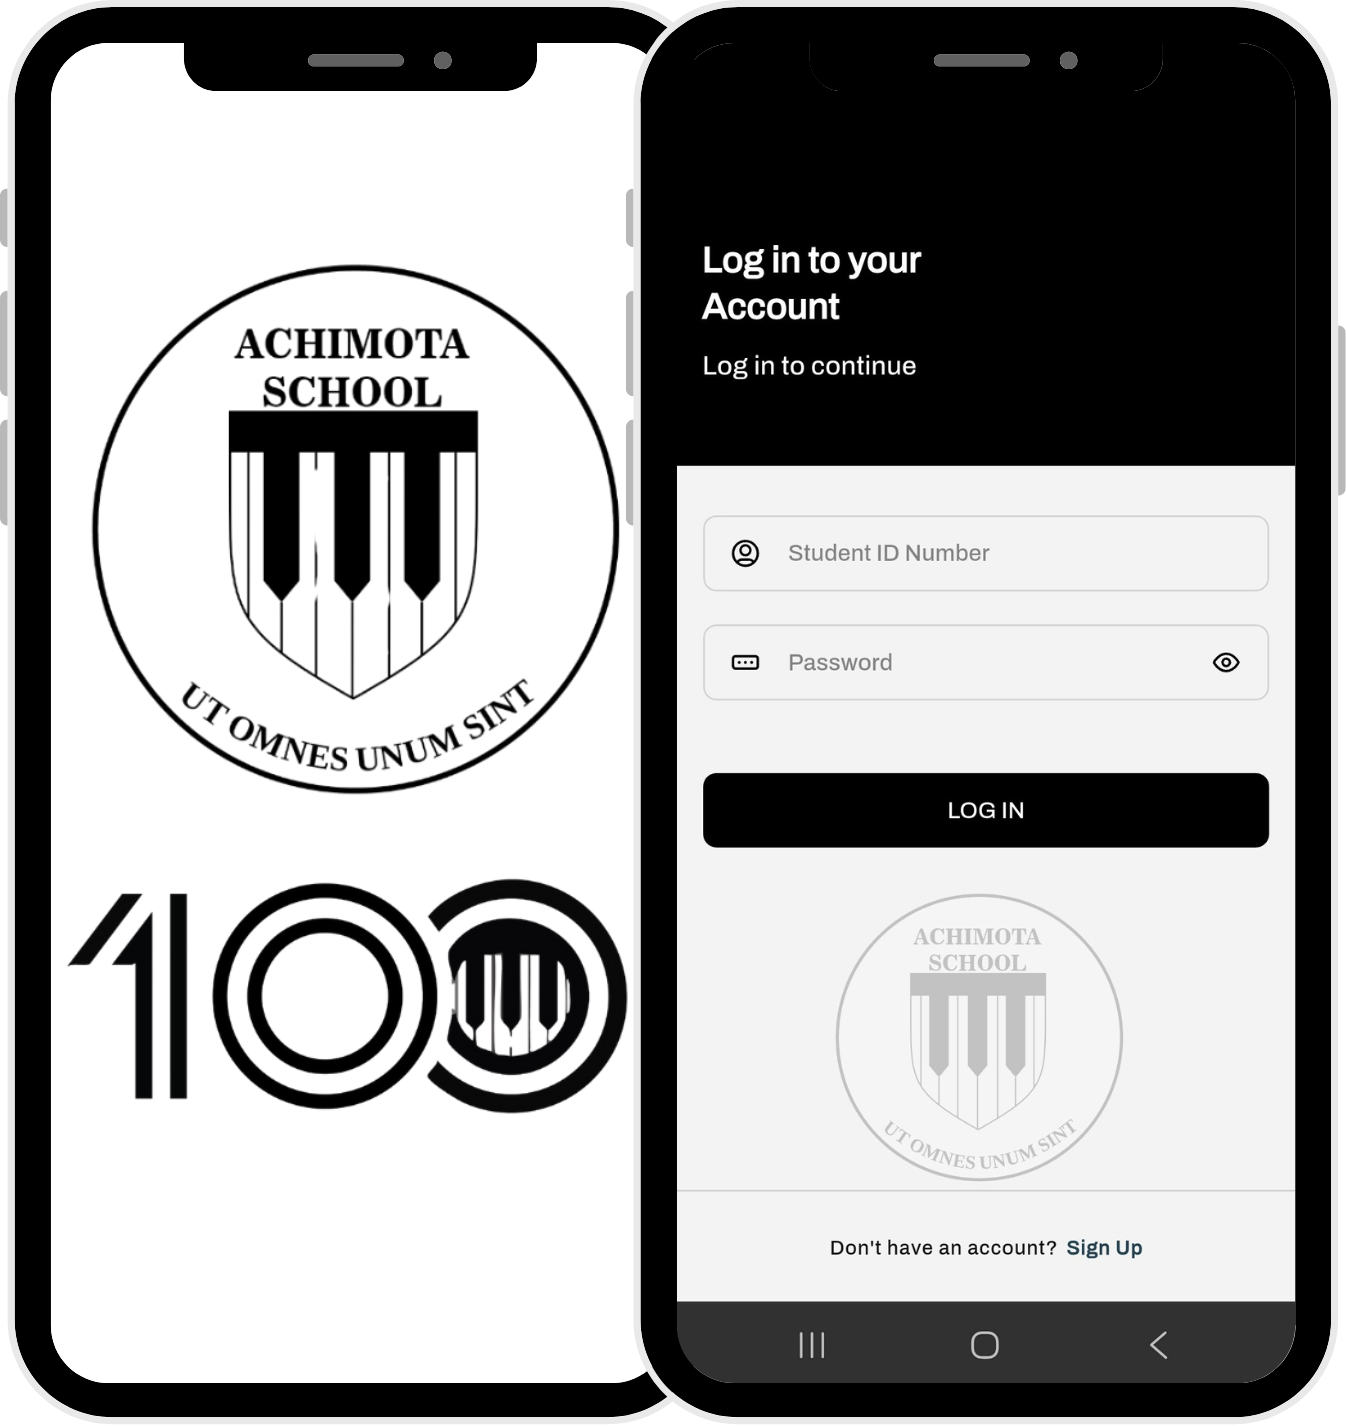 ACHIMOTA
SCHOOL
UT OMNES UNUM SINT
100
Log in to your
Account
Log in to continue
Student ID Number
Password
LOG IN
ACHIMOTA
SCHOOL
UT OMNES UNUM SINT
Don't have an account? Sign Up